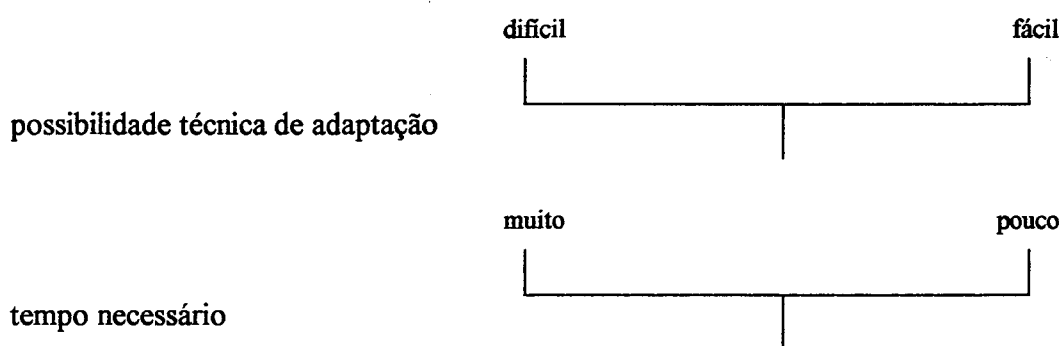 difícil fácil
possibilidade técnica de adaptação
muito pouco
tempo necessário